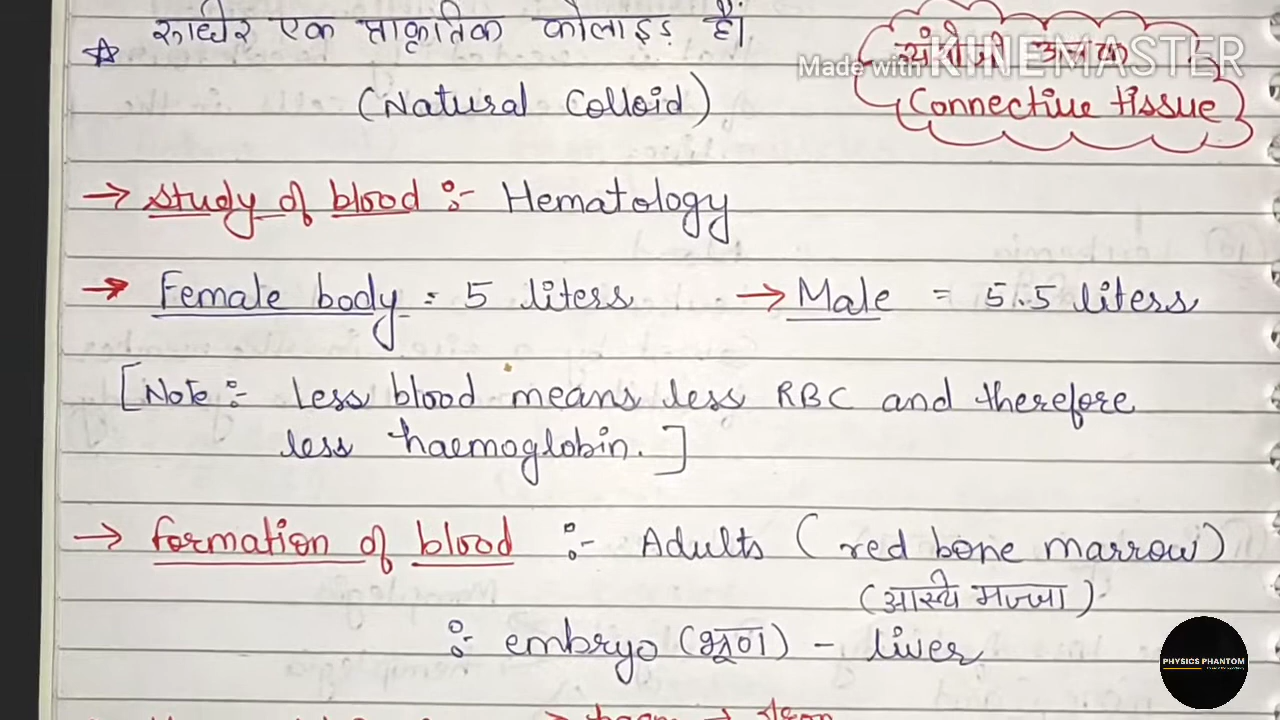 रुधिर एक प्राकृतिक कोलाइड है।
(Natural Colloid)
संयोजी ऊतक
Connective tissue
Made with KINEMASTER
→ Study of blood :- Hematology
→ Female body = 5 liters → Male = 5.5 liters
[Note :- less blood means less RBC and therefore
less haemoglobin.]
→ formation of blood :- Adults (red bone marrow)
(अस्थि मज्जा)
: embryo (भ्रूण) - liver
PHYSICS PHANTOM